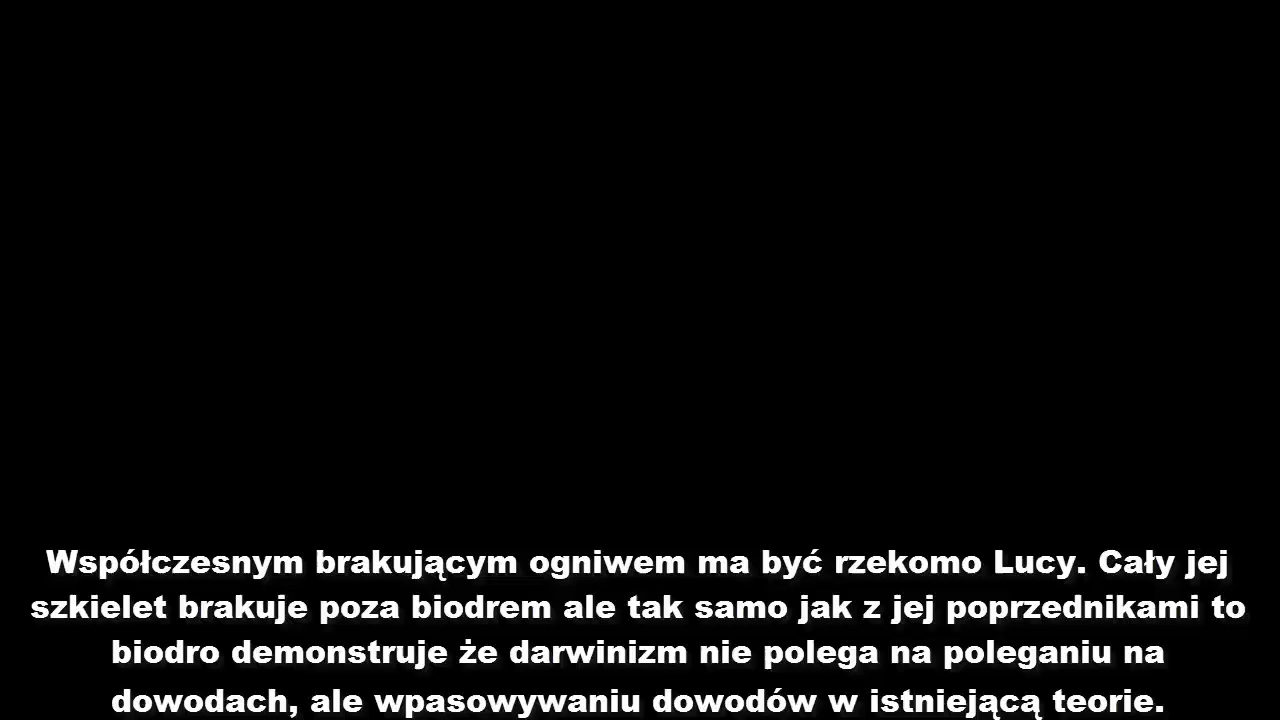 Współczesnym brakującym ogniwem ma być rzekomo Lucy. Cały jej
szkielet brakuje poza biodrem ale tak samo jak z jej poprzednikami to
biodro demonstruje że darwinizm nie polega na poleganiu na
dowodach, ale wpasowywaniu dowodów w istniejącą teorie.